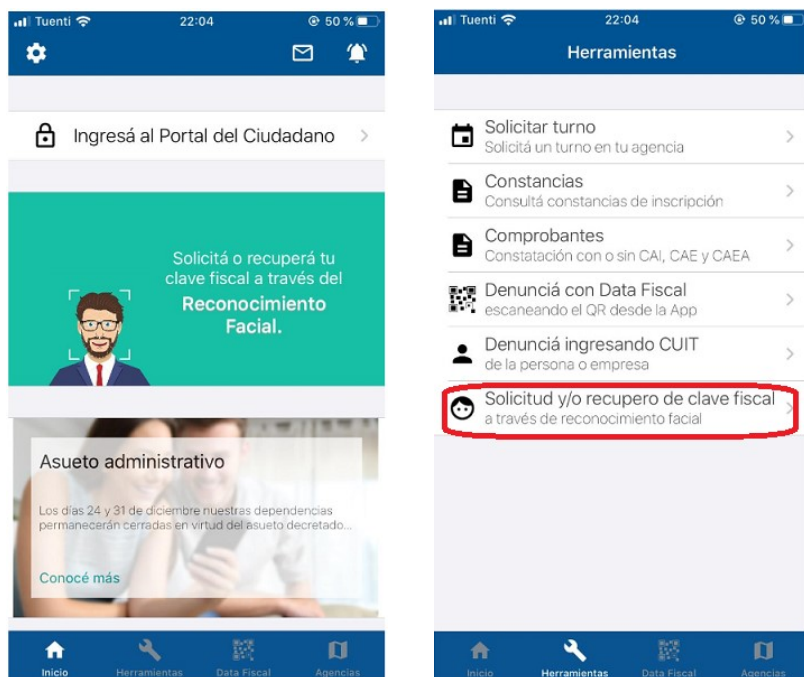 Tuenti 22:04 50 %
Ingresá al Portal del Ciudadano
Solicitá o recuperá tu
clave fiscal a través del
Reconocimiento
Facial.
Asueto administrativo
Los días 24 y 31 de diciembre nuestras dependencias
permanecerán cerradas en virtud del asueto decretado...
Conocé más
Inicio Herramientas Data Fiscal Agencias
Tuenti 22:04 50 %
Herramientas
Solicitar turno
Solicitá un turno en tu agencia
Constancias
Consultá constancias de inscripción
Comprobantes
Constatación con o sin CAI, CAE y CAEA
Denunciá con Data Fiscal
escaneando el QR desde la App
Denunciá ingresando CUIT
de la persona o empresa
Solicitud y/o recupero de clave fiscal
a través de reconocimiento facial
Inicio Herramientas Data Fiscal Agencias